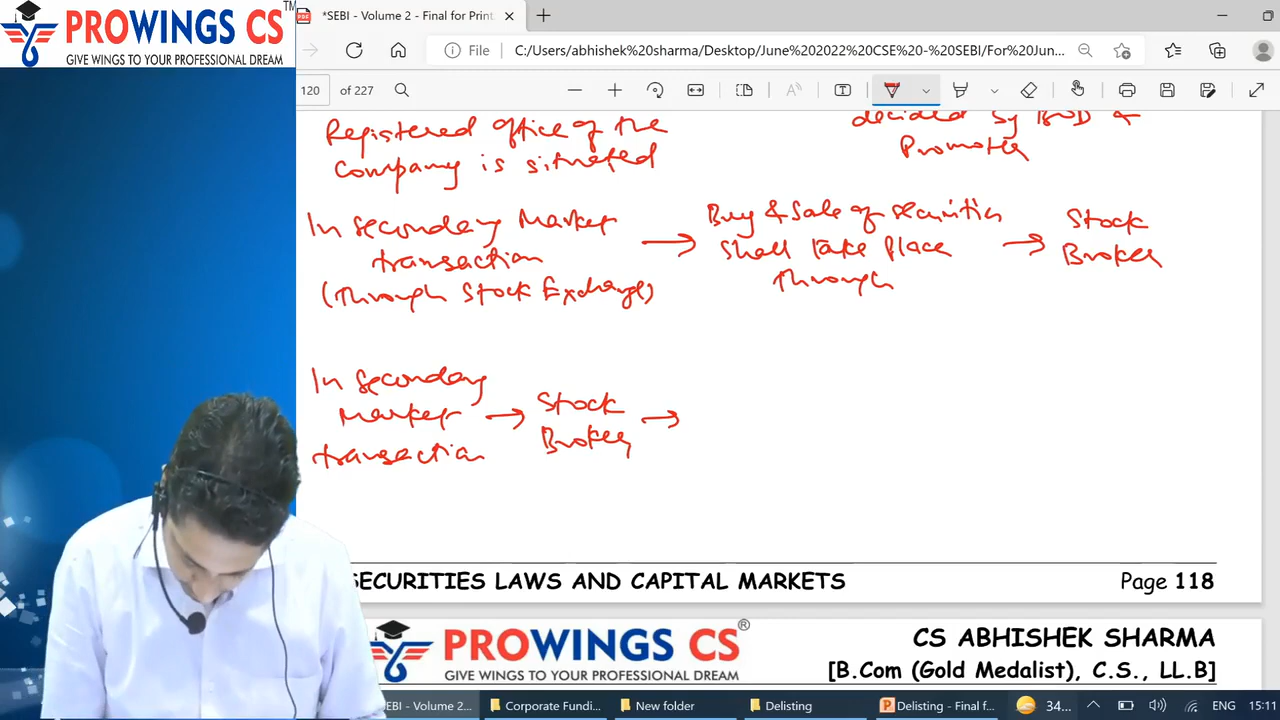 TM
PROWINGS CS
GIVE WINGS TO YOUR PROFESSIONAL DREAM
PDF
*SEBI - Volume 2 - Final for Print.
File
C:/Users/abhishek%20sharma/Desktop/June%202022%20CSE%20-%20SEBI/For%20Jun...
120 of 227
decided by BOD &
Promoter
Registered office of the
Company is situated
In secondary Market
transaction
(Through Stock Exchange)
Buy & Sale of securities
shall take place
through
Stock
Broker
In secondary
Market
transaction
Stock
Broker
SECURITIES LAWS AND CAPITAL MARKETS
Page 118
PROWINGS CS
®
GIVE WINGS TO YOUR PROFESSIONAL DREAM
CS ABHISHEK SHARMA
[B.Com (Gold Medalist), C.S., LL.B]
SEBI - Volume 2...
Corporate Fundi...
New folder
Delisting
Delisting - Final f...
34...
ENG
15:11